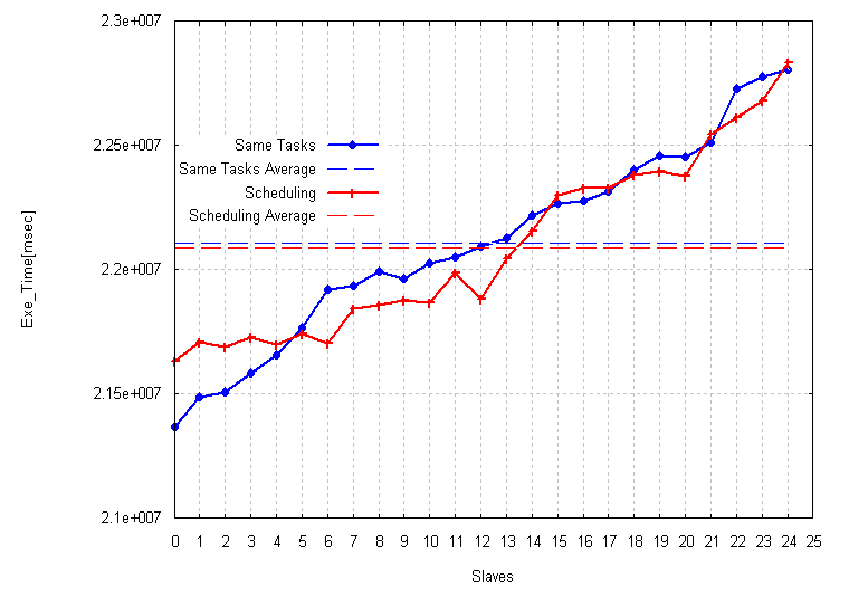 2.3e+007
2.25e+007
2.2e+007
2.15e+007
2.1e+007
Exe_Time[msec]
Same Tasks
Same Tasks Average
Scheduling
Scheduling Average
0 1 2 3 4 5 6 7 8 9 10 11 12 13 14 15 16 17 18 19 20 21 22 23 24 25
Slaves